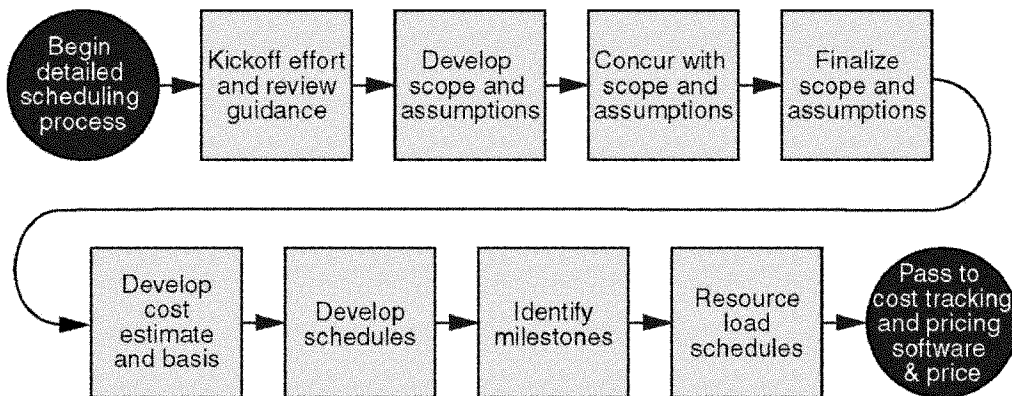 Begin
detailed
scheduling
process
Kickoff effort
and review
guidance
Develop
scope and
assumptions
Concur with
scope and
assumptions
Finalize
scope and
assumptions
Develop
cost
estimate
and basis
Develop
schedules
Identify
milestones
Resource
load
schedules
Pass to
cost tracking
and pricing
software
& price